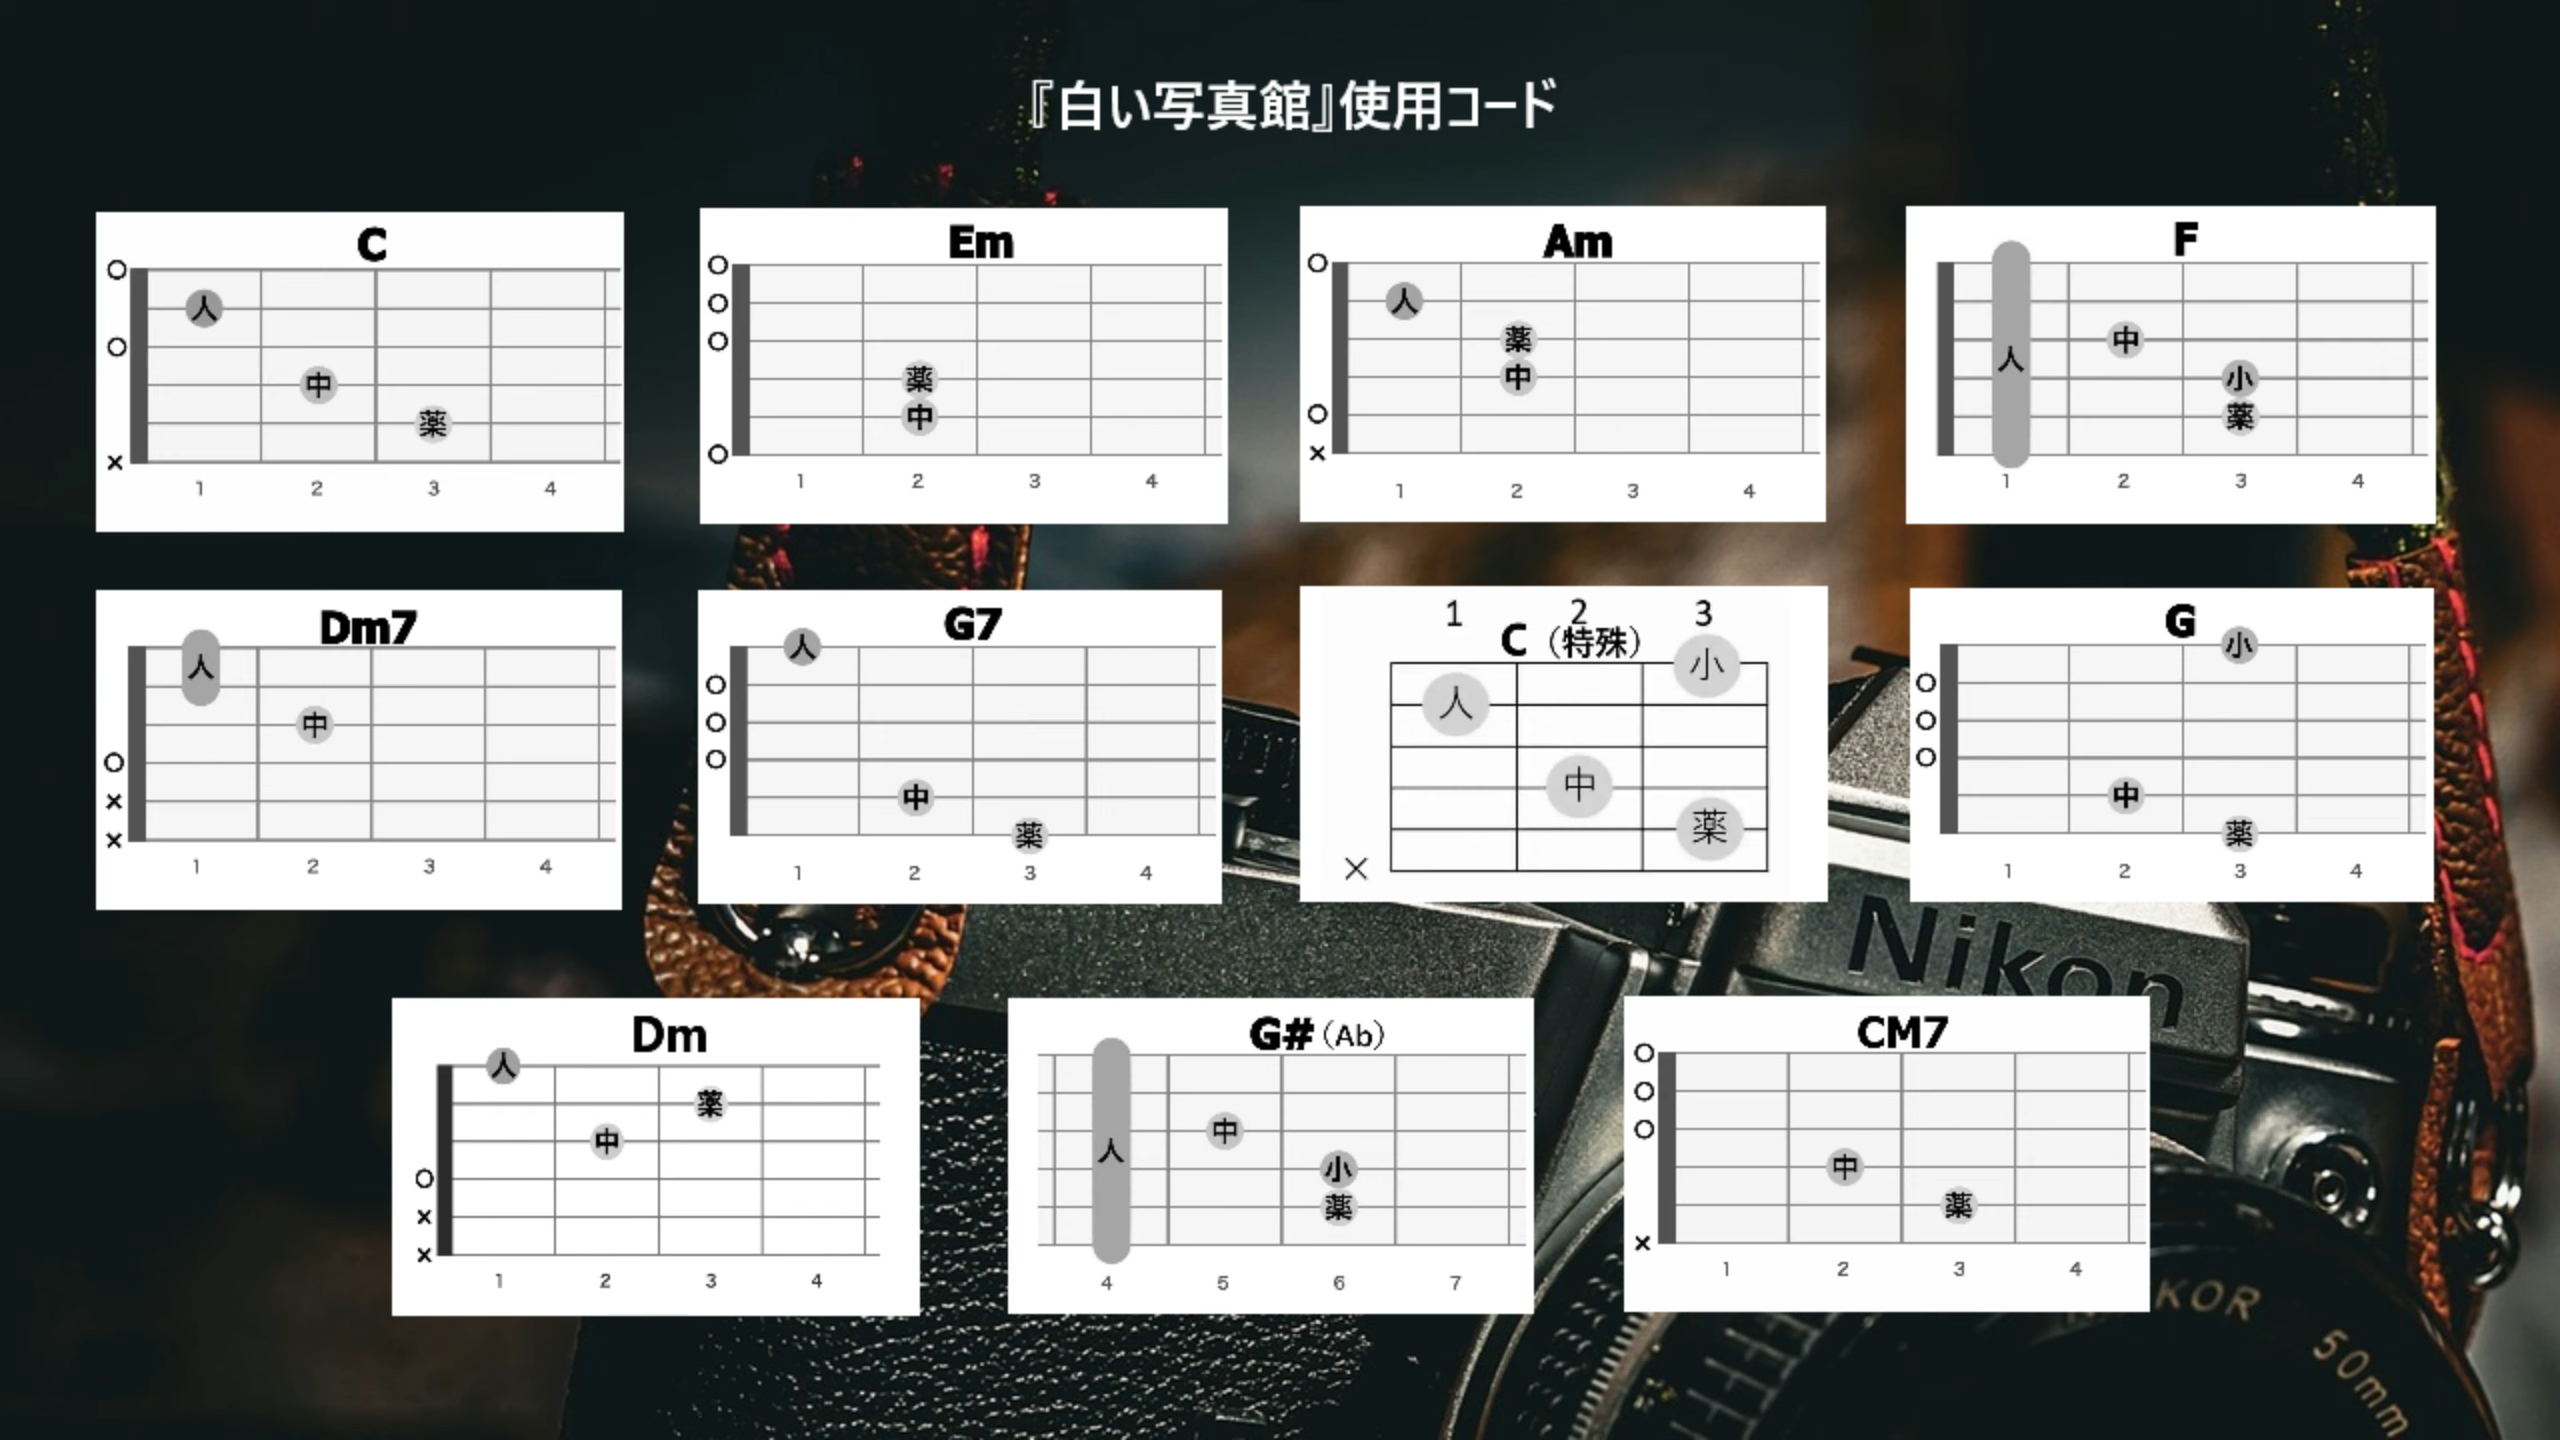 『白い写真館』使用コード
C
○
人
○
中
薬
×
1 2 3 4
Em
○
○
○
薬
中
○
1 2 3 4
Am
○
人
薬
中
○
×
1 2 3 4
F
人
中
小
薬
1 2 3 4
Dm7
人
中
○
×
×
1 2 3 4
G7
人
○
○
○
中
薬
1 2 3 4
1 2 3
C（特殊）
小
人
中
薬
×
G
小
○
○
○
中
薬
1 2 3 4
Nikon
Dm
人
薬
中
○
×
×
1 2 3 4
G#（Ab）
人
中
小
薬
4 5 6 7
CM7
○
○
○
中
薬
×
1 2 3 4
KOR 50mm